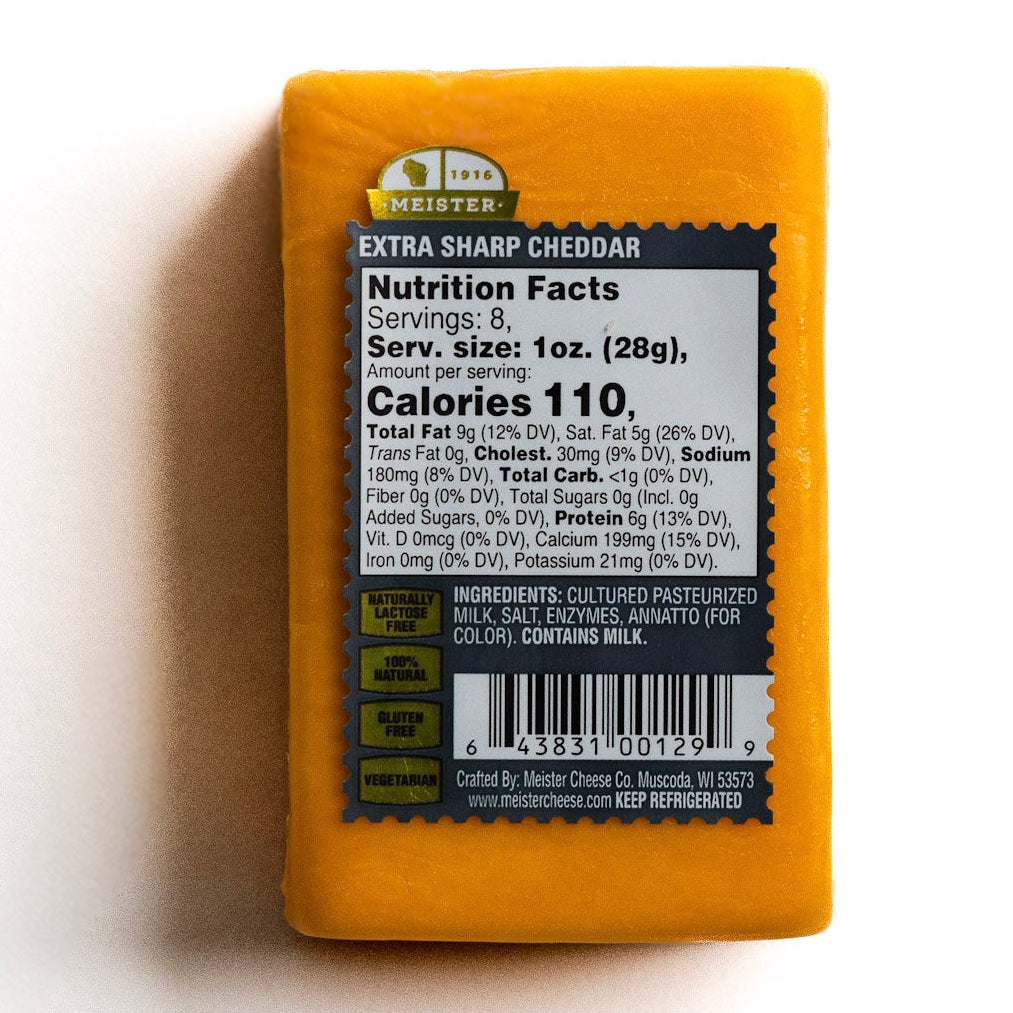 1916
·MEISTER·
EXTRA SHARP CHEDDAR
Nutrition Facts
Servings: 8,
Serv. size: 1oz. (28g),
Amount per serving:
Calories 110,
Total Fat 9g (12% DV), Sat. Fat 5g (26% DV),
Trans Fat 0g, Cholest. 30mg (9% DV), Sodium
180mg (8% DV), Total Carb. <1g (0% DV),
Fiber 0g (0% DV), Total Sugars 0g (Incl. 0g
Added Sugars, 0% DV), Protein 6g (13% DV),
Vit. D 0mcg (0% DV), Calcium 199mg (15% DV),
Iron 0mg (0% DV), Potassium 21mg (0% DV).
NATURALLY
LACTOSE
FREE
100%
NATURAL
GLUTEN
FREE
VEGETARIAN
INGREDIENTS: CULTURED PASTEURIZED
MILK, SALT, ENZYMES, ANNATTO (FOR
COLOR). CONTAINS MILK.
6 43831 00129 9
Crafted By: Meister Cheese Co. Muscoda, WI 53573
www.meistercheese.com KEEP REFRIGERATED